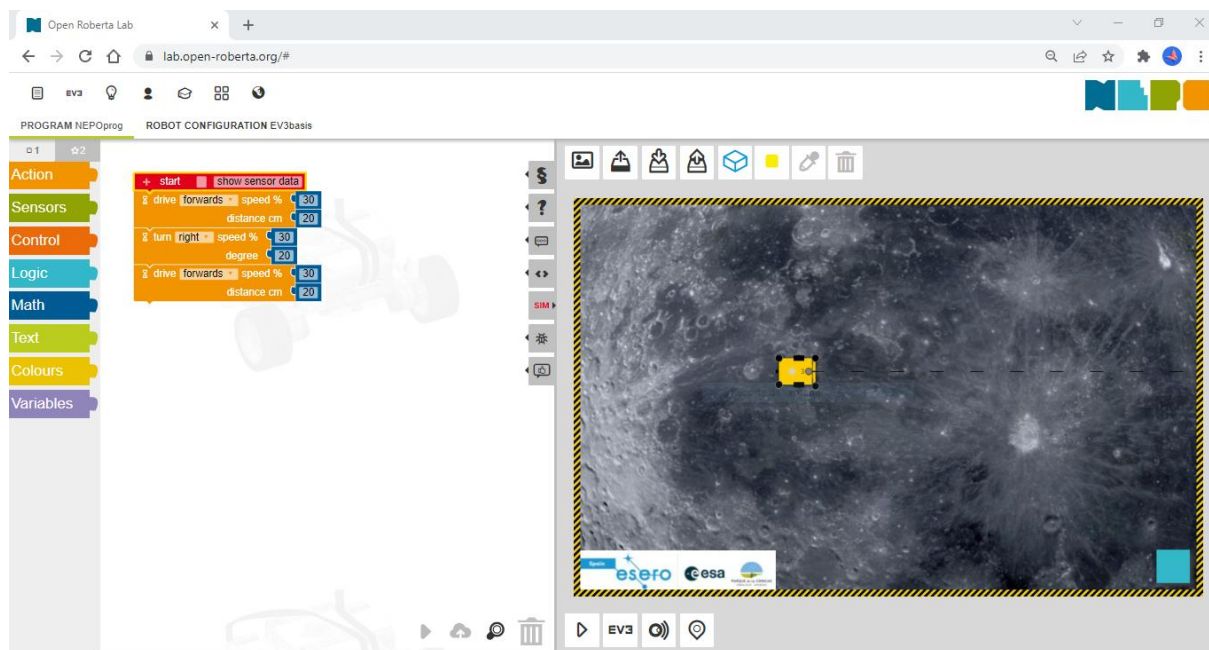 Open Roberta Lab
lab.open-roberta.org/#
EV3
PROGRAM NEPOprog ROBOT CONFIGURATION EV3basis
1 2
Action
Sensors
Control
Logic
Math
Text
Colours
Variables
+ start show sensor data
drive forwards speed % 30
distance cm 20
turn right speed % 30
degree 20
drive forwards speed % 30
distance cm 20
§
?
SIM
NEPO
Spain
esero esa
EV3